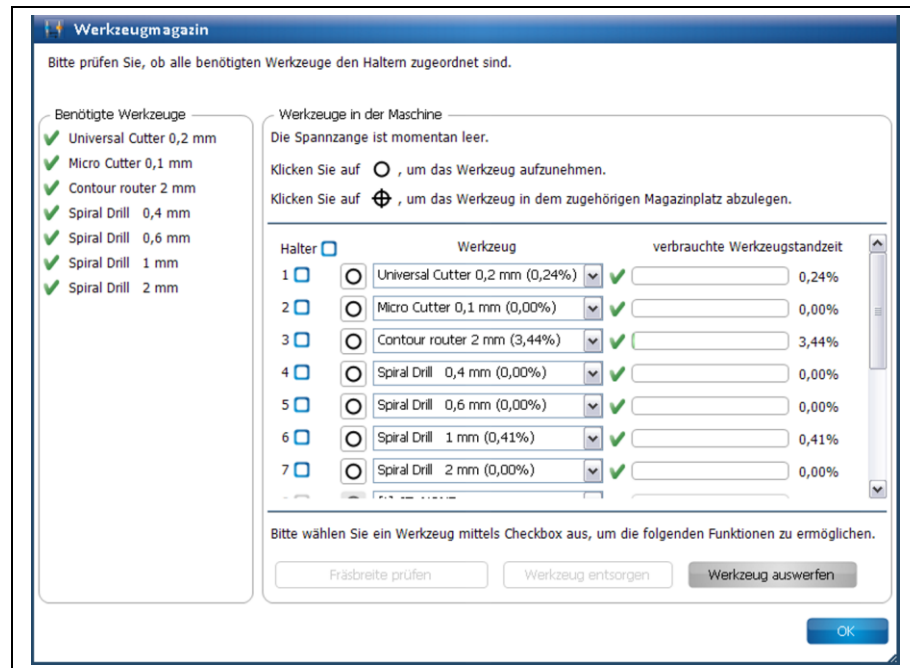 Werkzeugmagazin
Bitte prüfen Sie, ob alle benötigten Werkzeuge den Haltern zugeordnet sind.
Benötigte Werkzeuge
Universal Cutter 0,2 mm
Micro Cutter 0,1 mm
Contour router 2 mm
Spiral Drill 0,4 mm
Spiral Drill 0,6 mm
Spiral Drill 1 mm
Spiral Drill 2 mm
Werkzeuge in der Maschine
Die Spannzange ist momentan leer.
Klicken Sie auf , um das Werkzeug aufzunehmen.
Klicken Sie auf , um das Werkzeug in dem zugehörigen Magazinplatz abzulegen.
Halter Werkzeug verbrauchte Werkzeugstandzeit
1 Universal Cutter 0,2 mm (0,24%) 0,24%
2 Micro Cutter 0,1 mm (0,00%) 0,00%
3 Contour router 2 mm (3,44%) 3,44%
4 Spiral Drill 0,4 mm (0,00%) 0,00%
5 Spiral Drill 0,6 mm (0,00%) 0,00%
6 Spiral Drill 1 mm (0,41%) 0,41%
7 Spiral Drill 2 mm (0,00%) 0,00%
Bitte wählen Sie ein Werkzeug mittels Checkbox aus, um die folgenden Funktionen zu ermöglichen.
Fräsbreite prüfen Werkzeug entsorgen Werkzeug auswerfen
OK